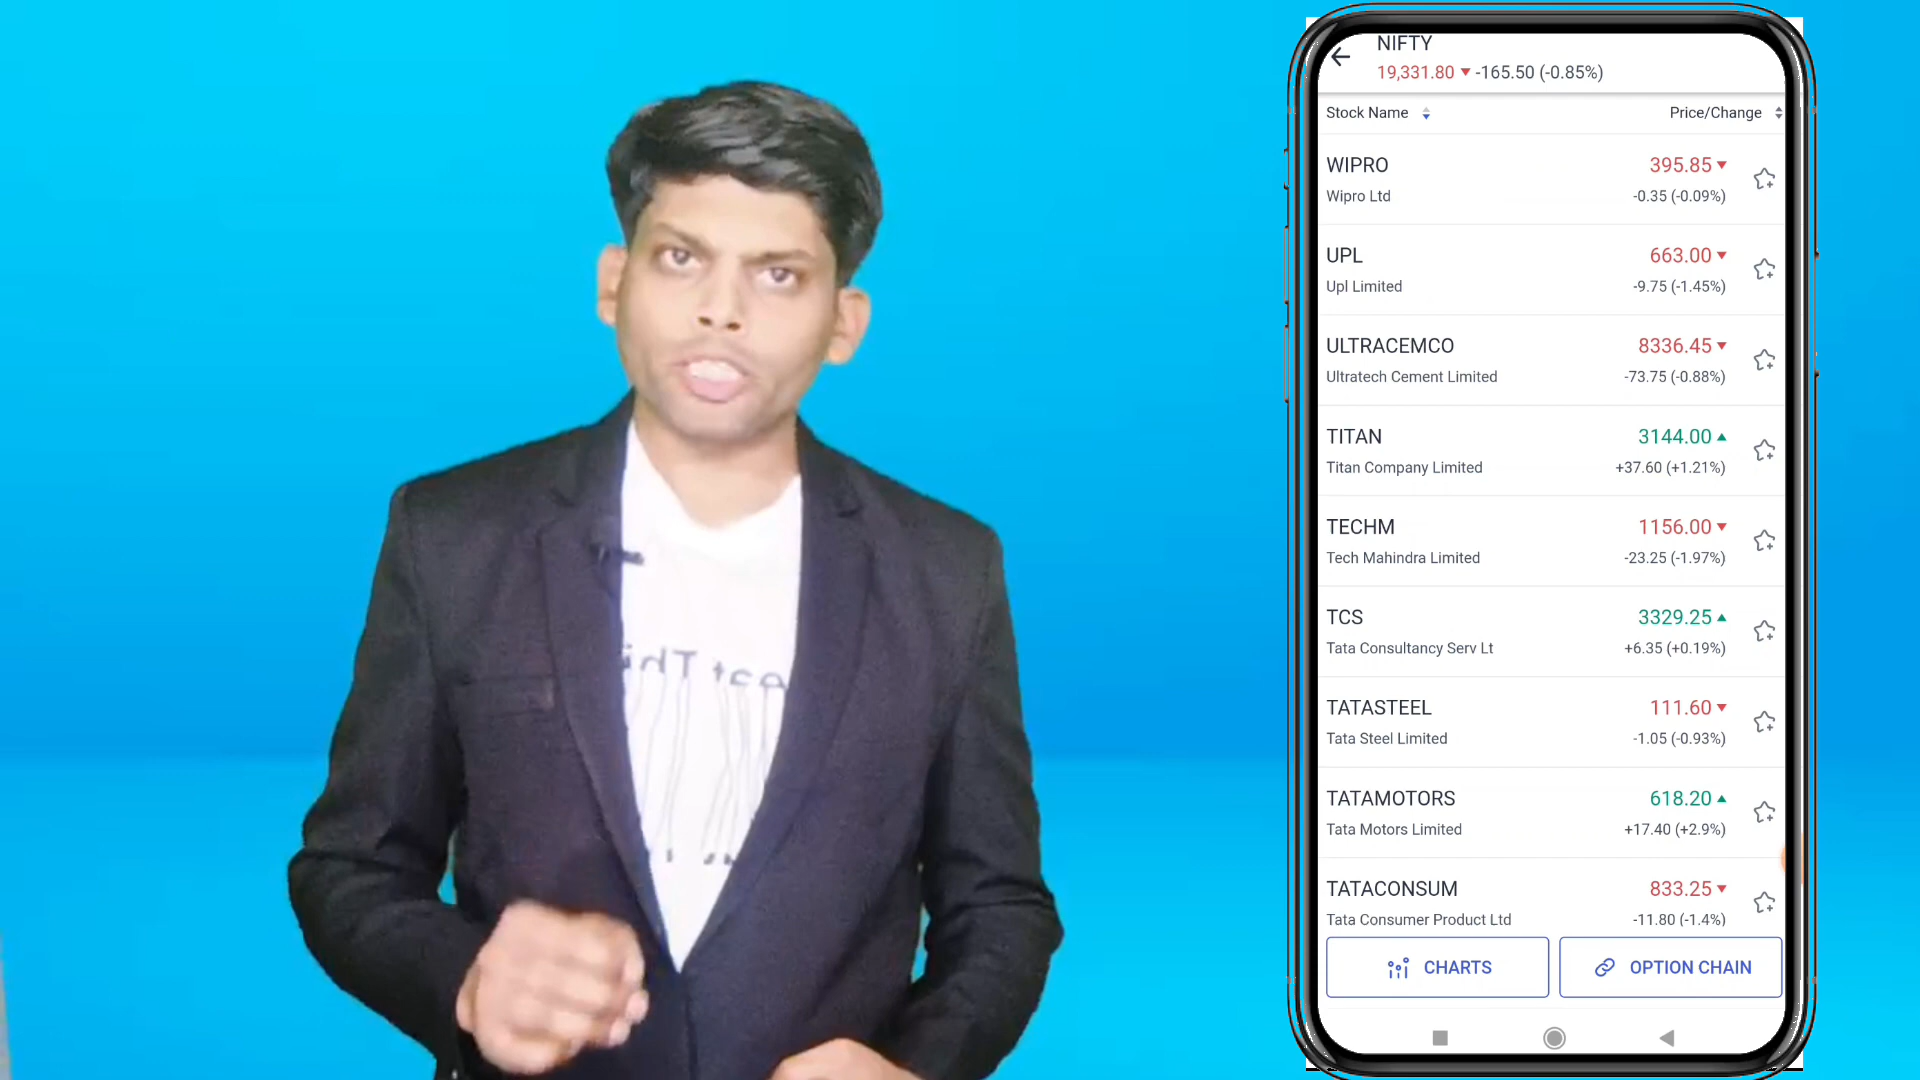 NIFTY
19,331.80 ▼ -165.50 (-0.85%)
Stock Name Price/Change
WIPRO 395.85 ▼
Wipro Ltd -0.35 (-0.09%)
UPL 663.00 ▼
Upl Limited -9.75 (-1.45%)
ULTRACEMCO 8336.45 ▼
Ultratech Cement Limited -73.75 (-0.88%)
TITAN 3144.00 ▲
Titan Company Limited +37.60 (+1.21%)
TECHM 1156.00 ▼
Tech Mahindra Limited -23.25 (-1.97%)
TCS 3329.25 ▲
Tata Consultancy Serv Lt +6.35 (+0.19%)
TATASTEEL 111.60 ▼
Tata Steel Limited -1.05 (-0.93%)
TATAMOTORS 618.20 ▲
Tata Motors Limited +17.40 (+2.9%)
TATACONSUM 833.25 ▼
Tata Consumer Product Ltd -11.80 (-1.4%)
CHARTS OPTION CHAIN